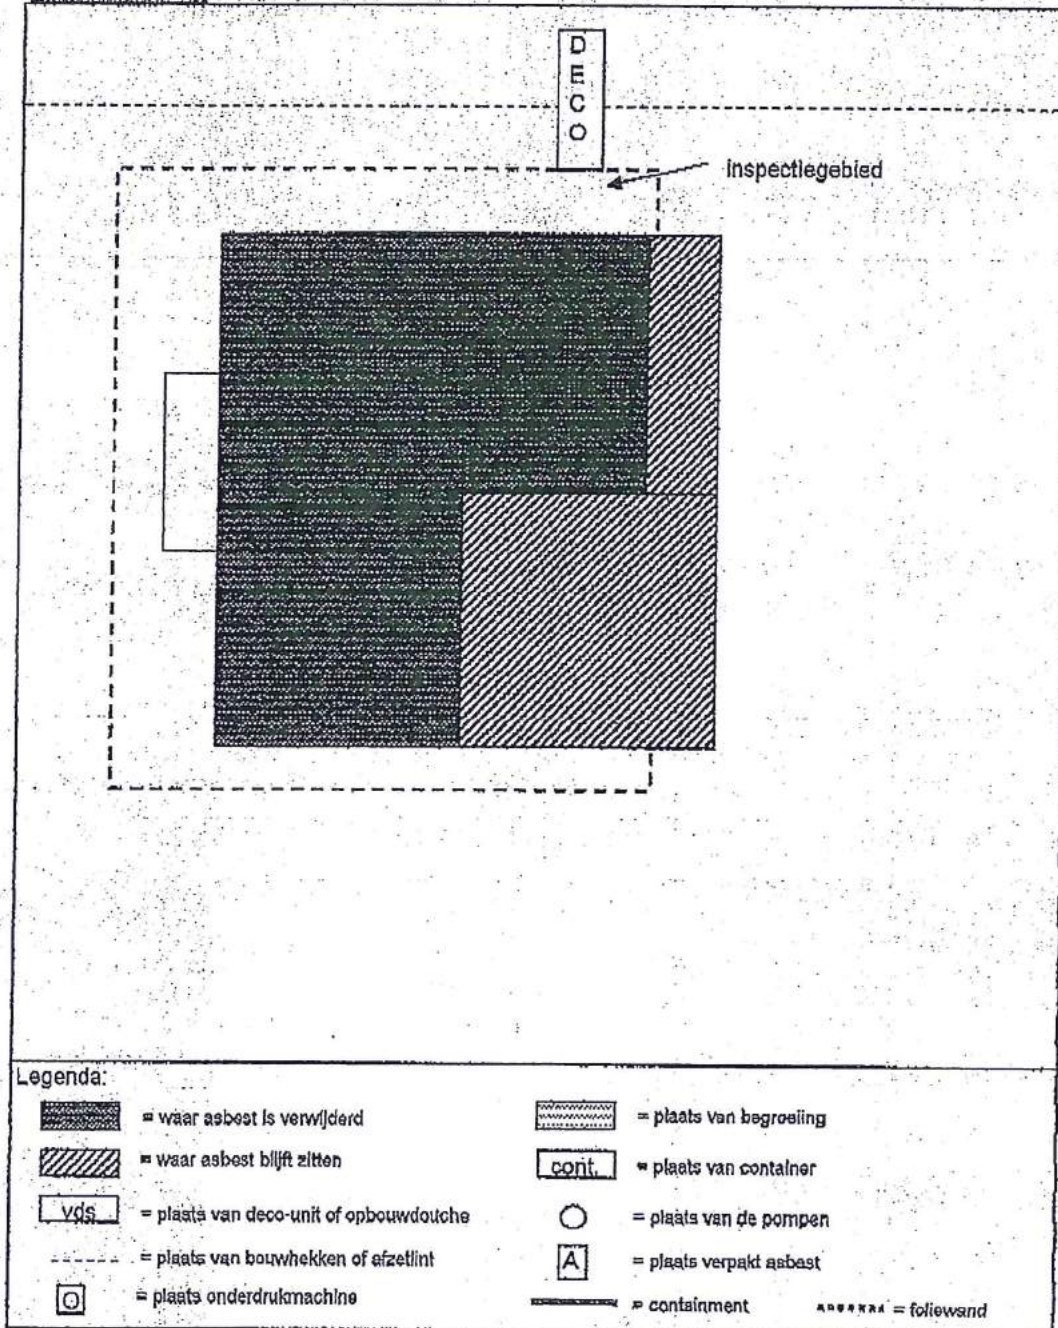 DECO
Inspectiegebied
Legenda:
= waar asbest is verwijderd
= plaats van begroeiing
= waar asbest blijft zitten
cont. = plaats van container
vds = plaats van deco-unit of opbouwdouche
= plaats van de pompen
= plaats van bouwhekken of afzetlint
A = plaats verpakt asbest
O = plaats onderdrukmachine
= containment
= foliewand